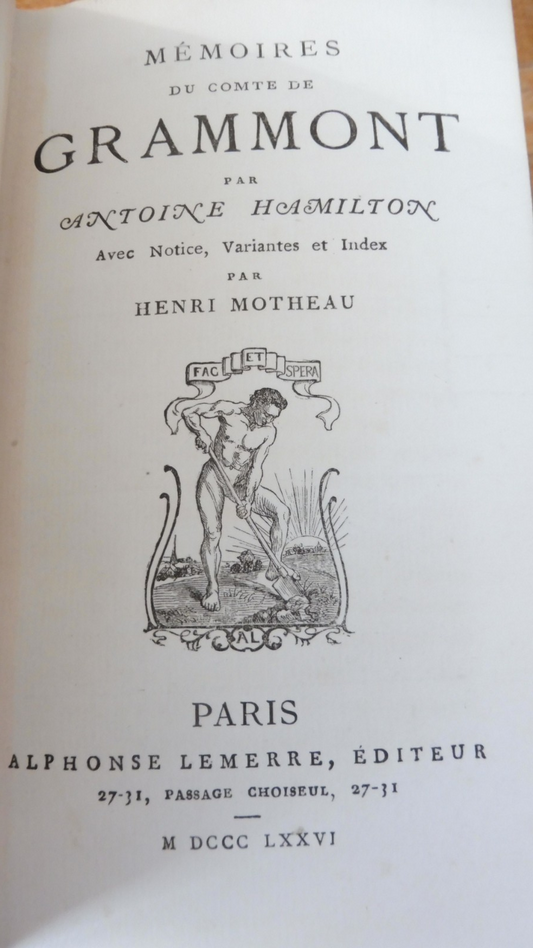 MÉMOIRES
DU COMTE DE
GRAMMONT
PAR
ANTOINE HAMILTON
Avec Notice, Variantes et Index
PAR
HENRI MOTHEAU
FAC ET SPERA
AL
PARIS
ALPHONSE LEMERRE, ÉDITEUR
27-31, PASSAGE CHOISEUL, 27-31
M DCCC LXXVI